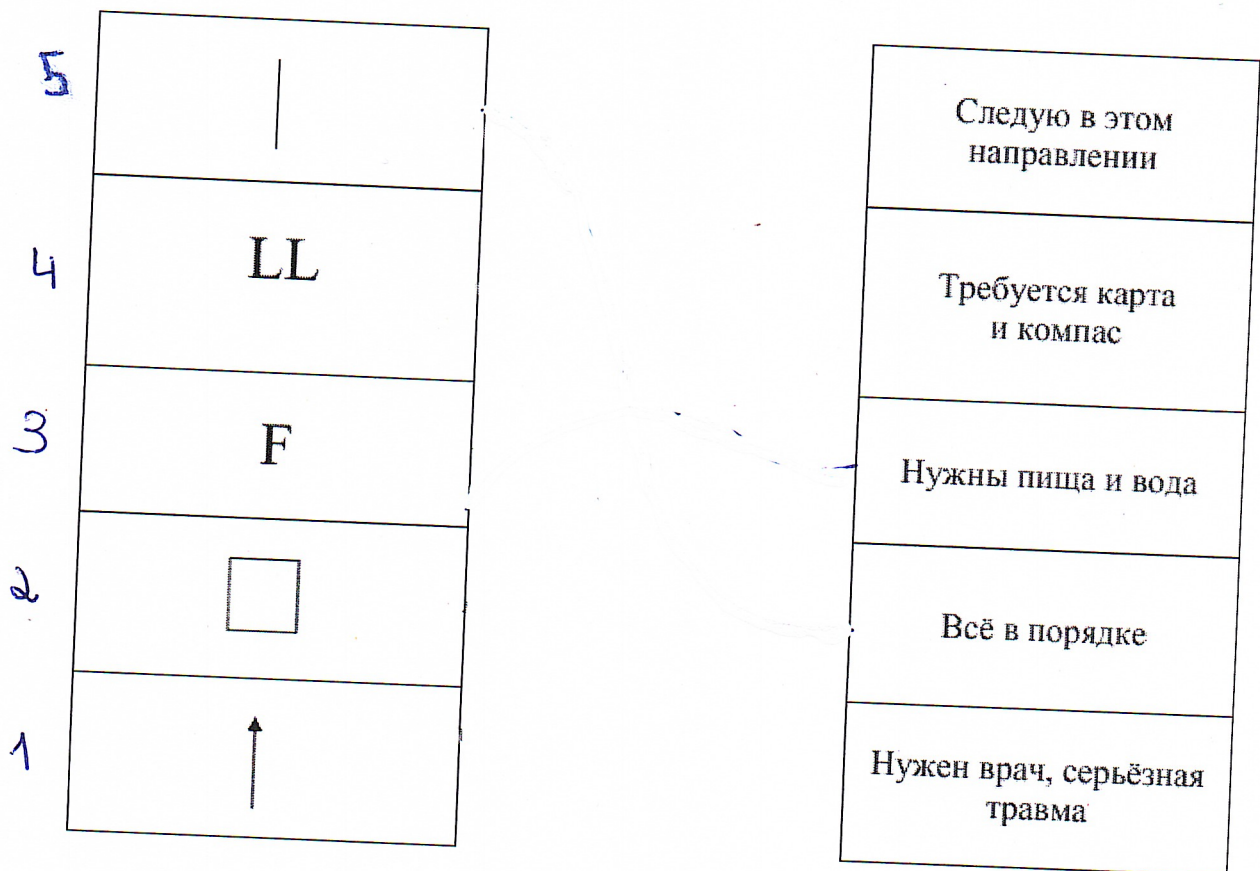 5
4
LL
3
F
2
1
Следую в этом
направлении
Требуется карта
и компас
Нужны пища и вода
Всё в порядке
Нужен врач, серьёзная
травма